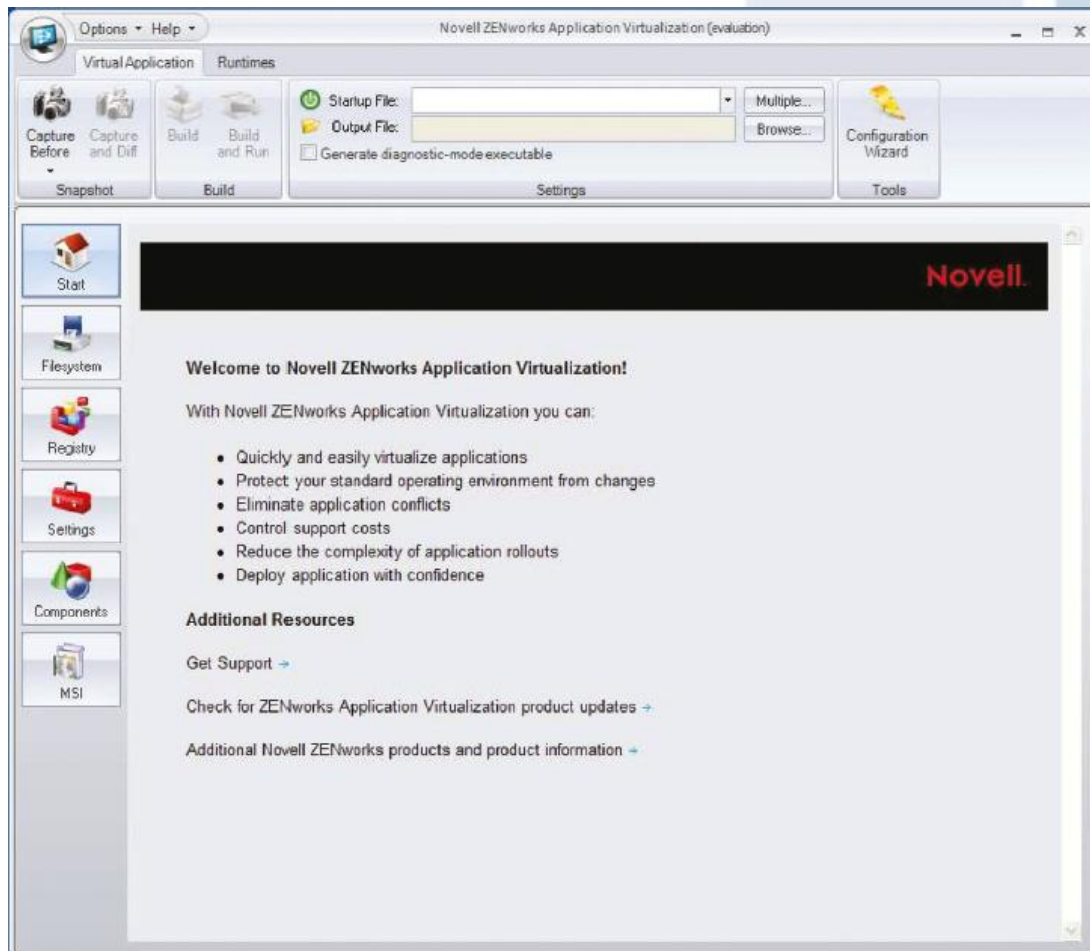 Options Help Novell ZENworks Application Virtualization (evaluation)
Virtual Application Runtimes
Capture Before
Capture and Diff
Snapshot
Build
Build and Run
Build
Startup File: Multiple...
Output File: Browse...
Generate diagnostic-mode executable
Settings
Configuration Wizard
Tools
Start
Filesystem
Registry
Settings
Components
MSI
Novell.
Welcome to Novell ZENworks Application Virtualization!
With Novell ZENworks Application Virtualization you can:
• Quickly and easily virtualize applications
• Protect your standard operating environment from changes
• Eliminate application conflicts
• Control support costs
• Reduce the complexity of application rollouts
• Deploy application with confidence
Additional Resources
Get Support →
Check for ZENworks Application Virtualization product updates →
Additional Novell ZENworks products and product information →